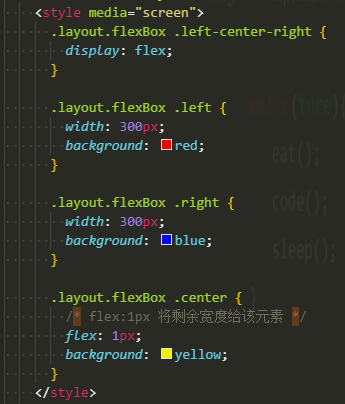 <style media="screen">
.layout.flexBox .left-center-right {
display: flex;
}
.layout.flexBox .left {
width: 300px;
background: red;
}
.layout.flexBox .right {
width: 300px;
background: blue;
}
.layout.flexBox .center {
/* flex:1px 将剩余宽度给该元素 */
flex: 1px;
background: yellow;
}
</style>
while(ture){
eat();
code();
sleep();
}